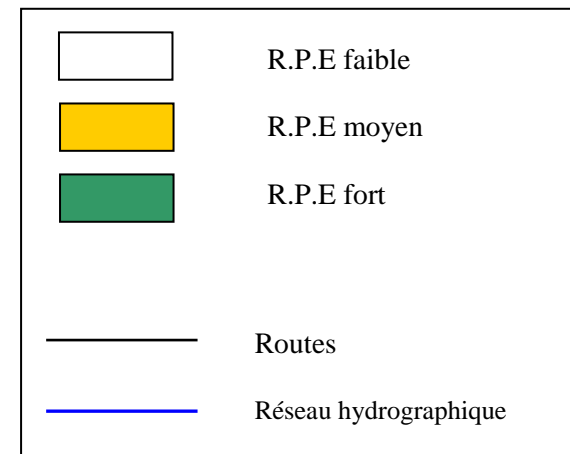 R.P.E faible
R.P.E moyen
R.P.E fort
Routes
Réseau hydrographique